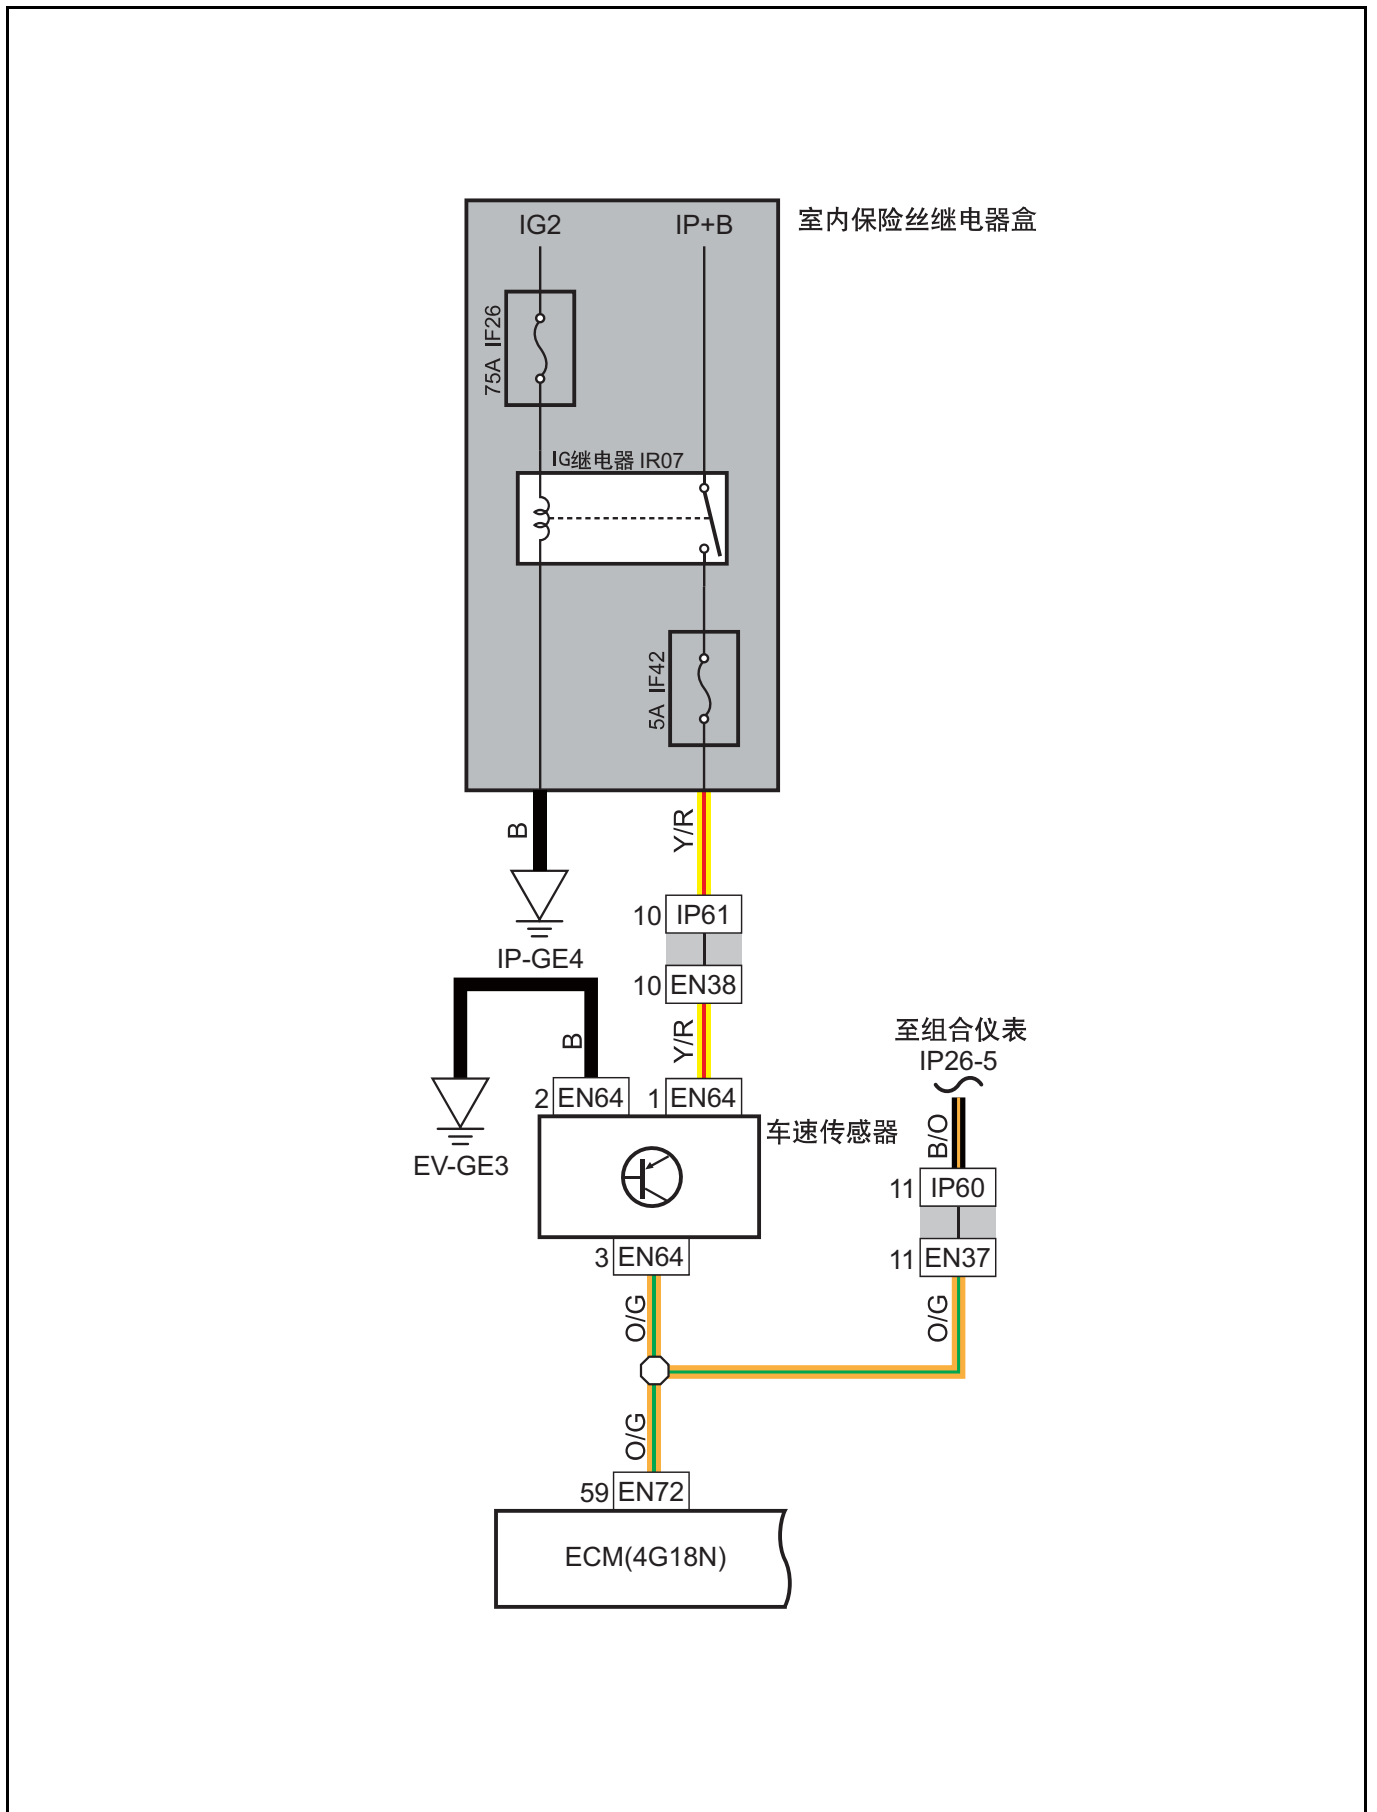 IG2
IP+B
室内保险丝继电器盒
75A IF26
IG继电器 IR07
5A IF42
B
Y/R
10 IP61
IP-GE4
10 EN38
B
Y/R
至组合仪表
IP26-5
2 EN64
1 EN64
车速传感器
B/O
EV-GE3
11 IP60
3 EN64
11 EN37
O/G
O/G
O/G
59 EN72
ECM(4G18N)